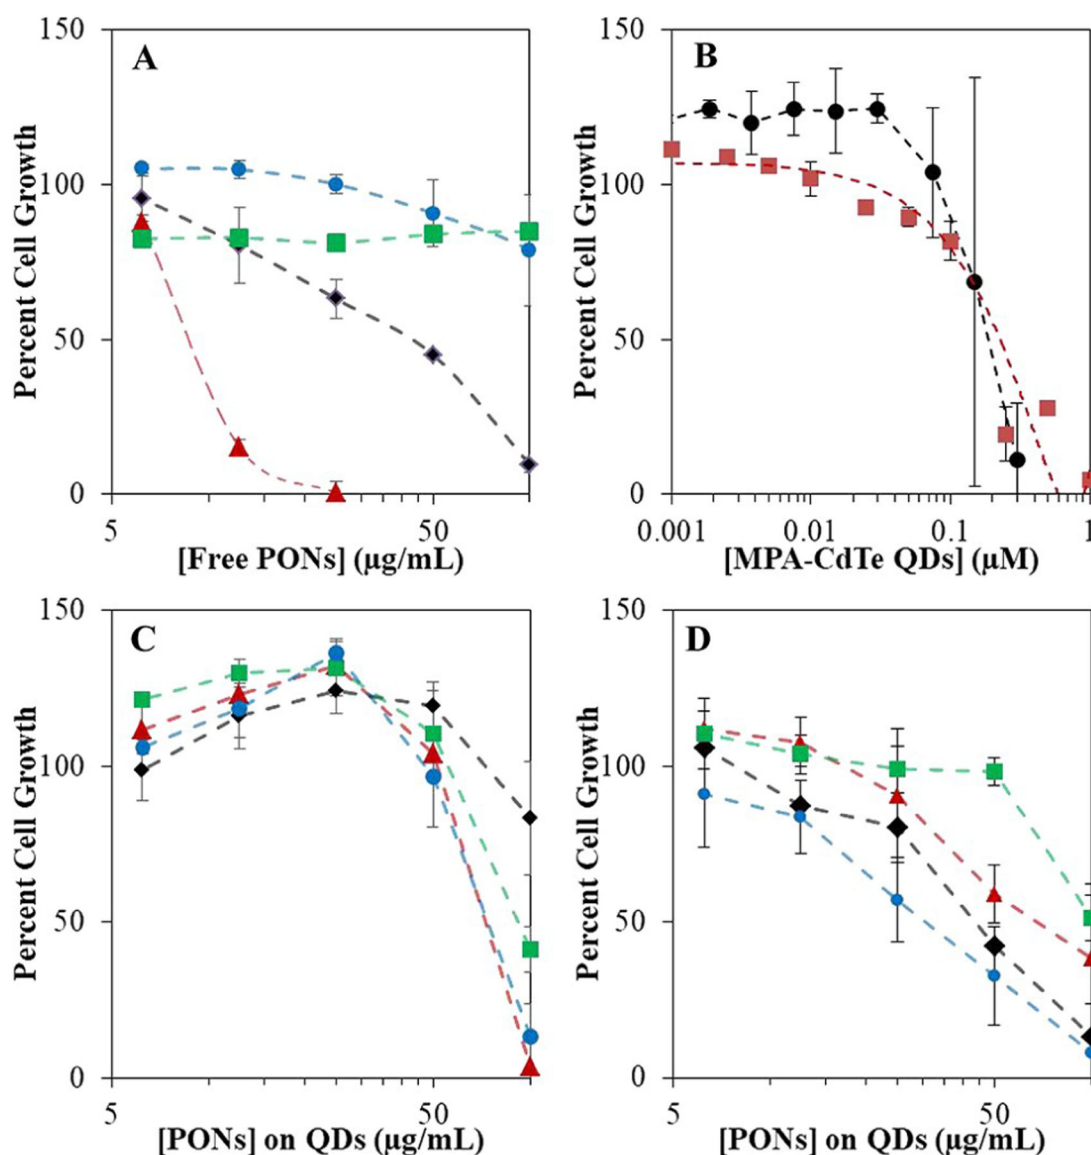 A
150
100
50
0
Percent Cell Growth
5
50
[Free PONs] (µg/mL)
B
150
100
50
0
Percent Cell Growth
0.001
0.01
0.1
1
[MPA-CdTe QDs] (µM)
C
150
100
50
0
Percent Cell Growth
5
50
[PONs] on QDs (µg/mL)
D
150
100
50
0
Percent Cell Growth
5
50
[PONs] on QDs (µg/mL)